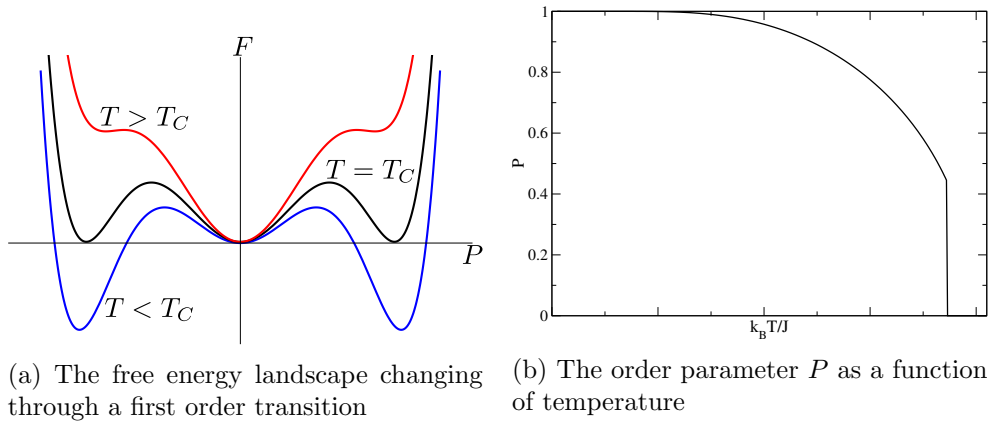 F
T > T_C
T = T_C
P
T < T_C
(a) The free energy landscape changing
through a first order transition
1
0.8
0.6
P
0.4
0.2
0
k_BT/J
(b) The order parameter P as a function
of temperature